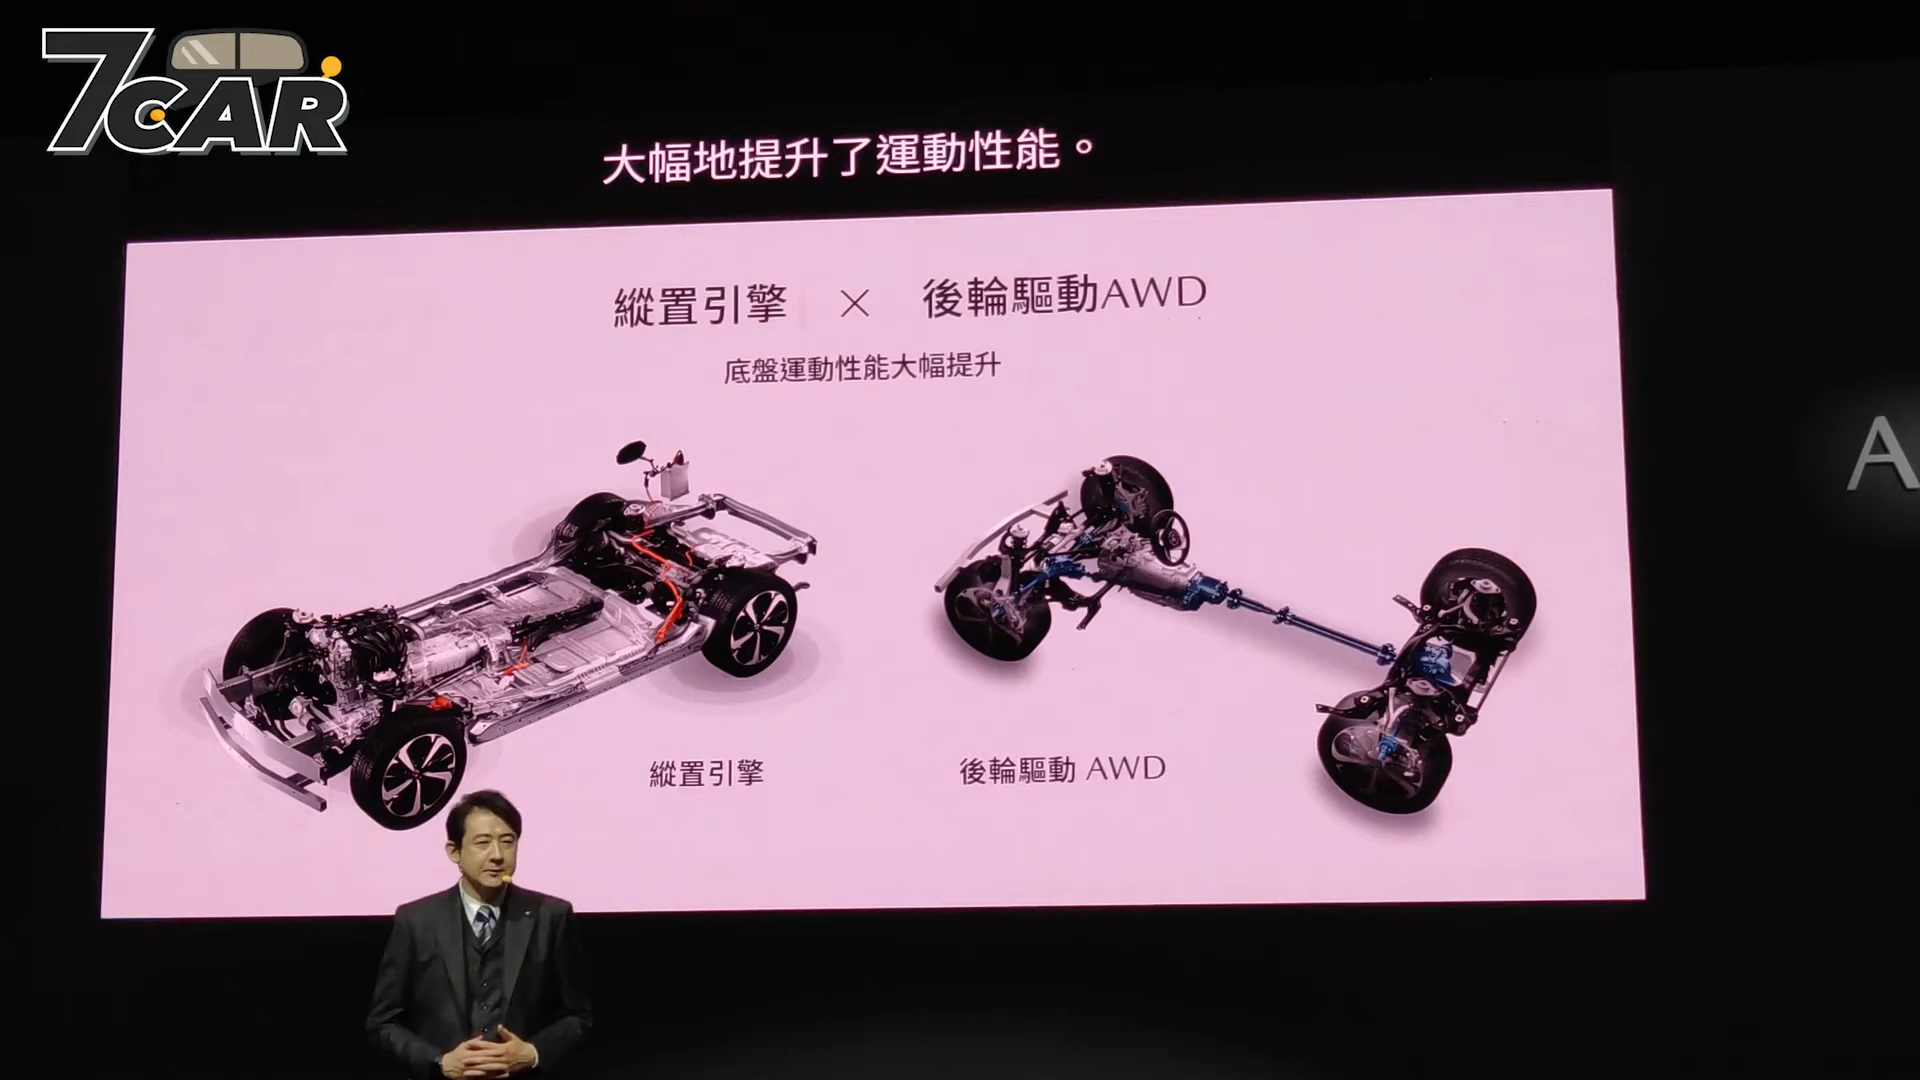 7CAR
大幅地提升了運動性能。
縱置引擎 × 後輪驅動AWD
底盤運動性能大幅提升
縱置引擎
後輪驅動 AWD
A